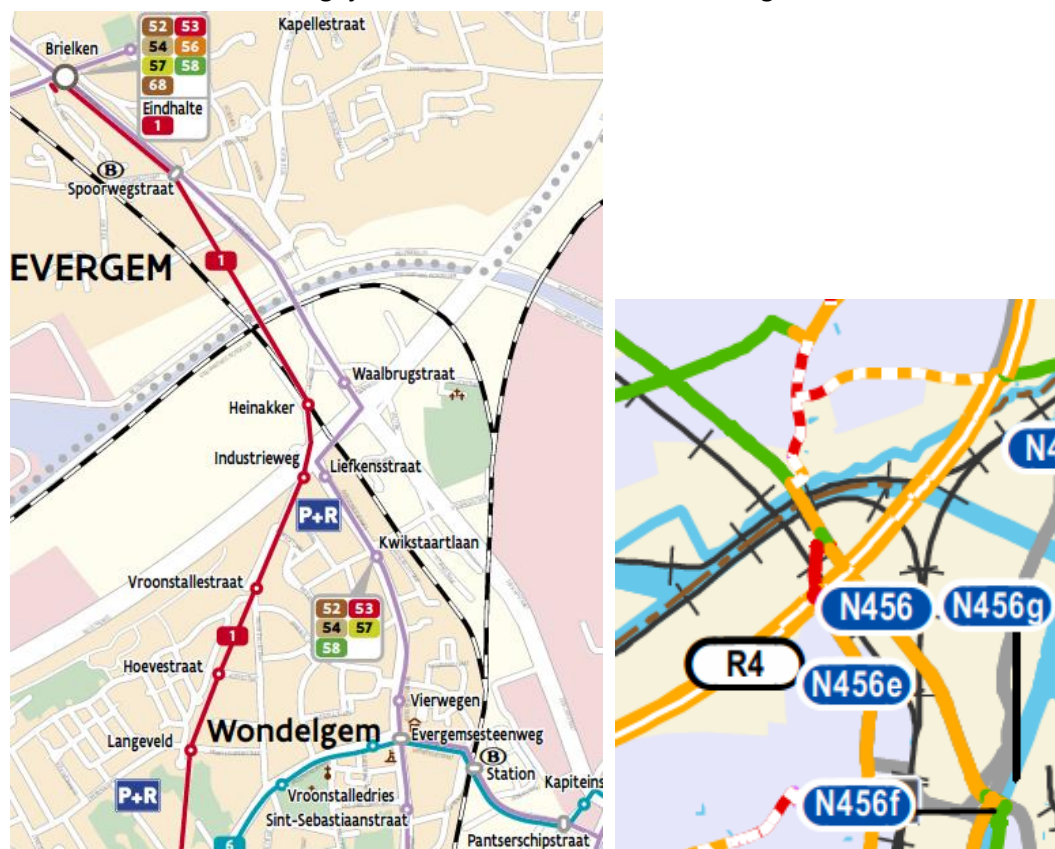 Kapellestraat
Brielken
52 53
54 56
57 58
68
Eindhalte
1
B
Spoorwegstraat
1
EVERGEM
Waalbrugstraat
Heinakker
Industrieweg
Liefkensstraat
P+R
Kwikstaartlaan
Vroonstallestraat
52 53
54 57
58
1
Hoevestraat
Vierwegen
Langeveld
Wondelgem
Evergemsesteenweg
B
Station
P+R
Vroonstalledries
Kapiteins
Sint-Sebastiaanstraat
6
Pantserschipstraat
N4
N456
N456g
R4
N456e
N456f